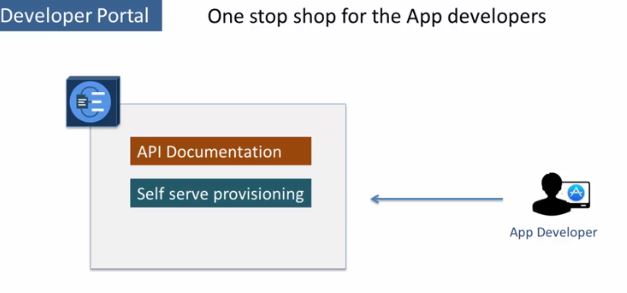 Developer Portal
One stop shop for the App developers
API Documentation
Self serve provisioning
App Developer